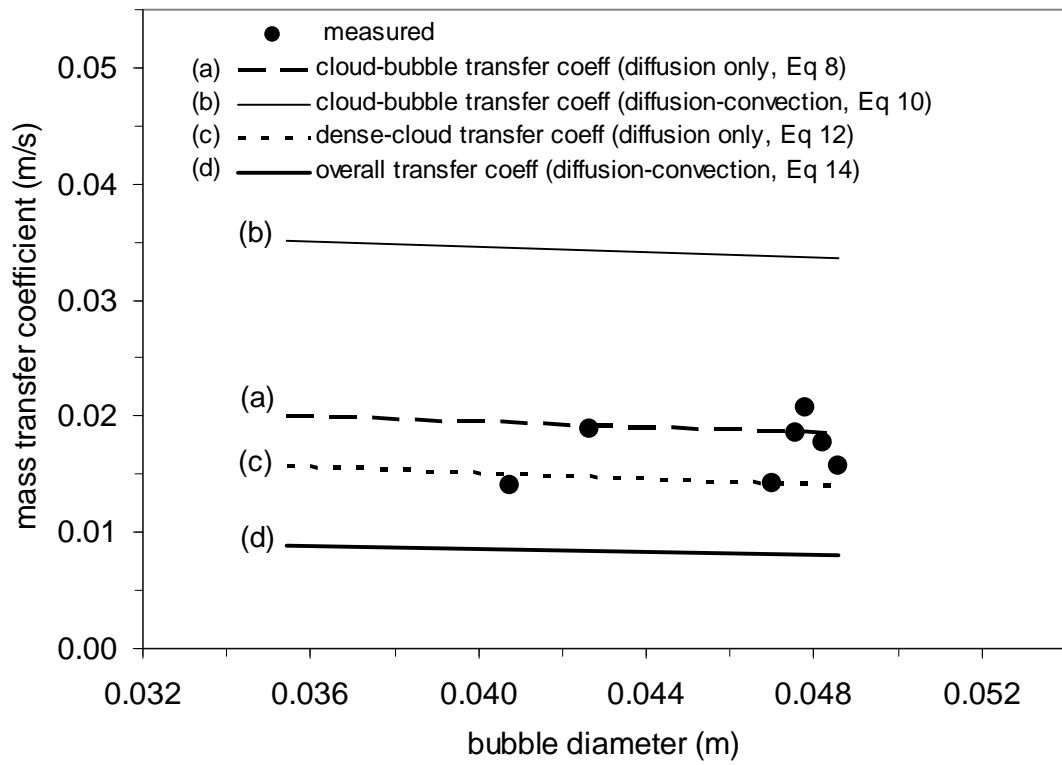 measured
(a) cloud-bubble transfer coeff (diffusion only, Eq 8)
(b) cloud-bubble transfer coeff (diffusion-convection, Eq 10)
(c) dense-cloud transfer coeff (diffusion only, Eq 12)
(d) overall transfer coeff (diffusion-convection, Eq 14)
mass transfer coefficient (m/s)
0.05
0.04
0.03
0.02
0.01
0.00
(b)
(a)
(c)
(d)
0.032 0.036 0.040 0.044 0.048 0.052
bubble diameter (m)